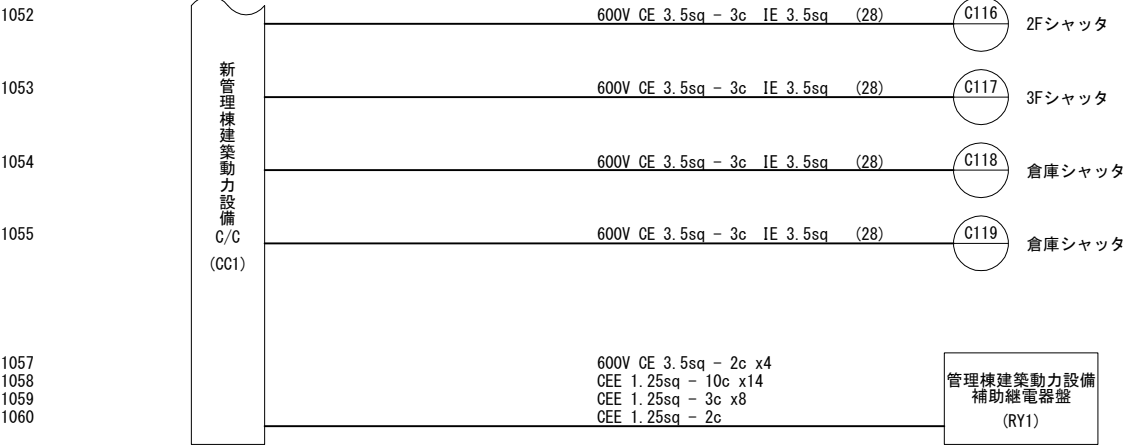 1052
600V CE 3.5sq - 3c IE 3.5sq (28)
C116
2Fシャッタ
1053
600V CE 3.5sq - 3c IE 3.5sq (28)
C117
3Fシャッタ
1054
600V CE 3.5sq - 3c IE 3.5sq (28)
C118
倉庫シャッタ
1055
600V CE 3.5sq - 3c IE 3.5sq (28)
C119
倉庫シャッタ
新管理棟建築動力設備
C/C
(CC1)
1057
600V CE 3.5sq - 2c x4
1058
CEE 1.25sq - 10c x14
1059
CEE 1.25sq - 3c x8
1060
CEE 1.25sq - 2c
管理棟建築動力設備
補助継電器盤
(RY1)